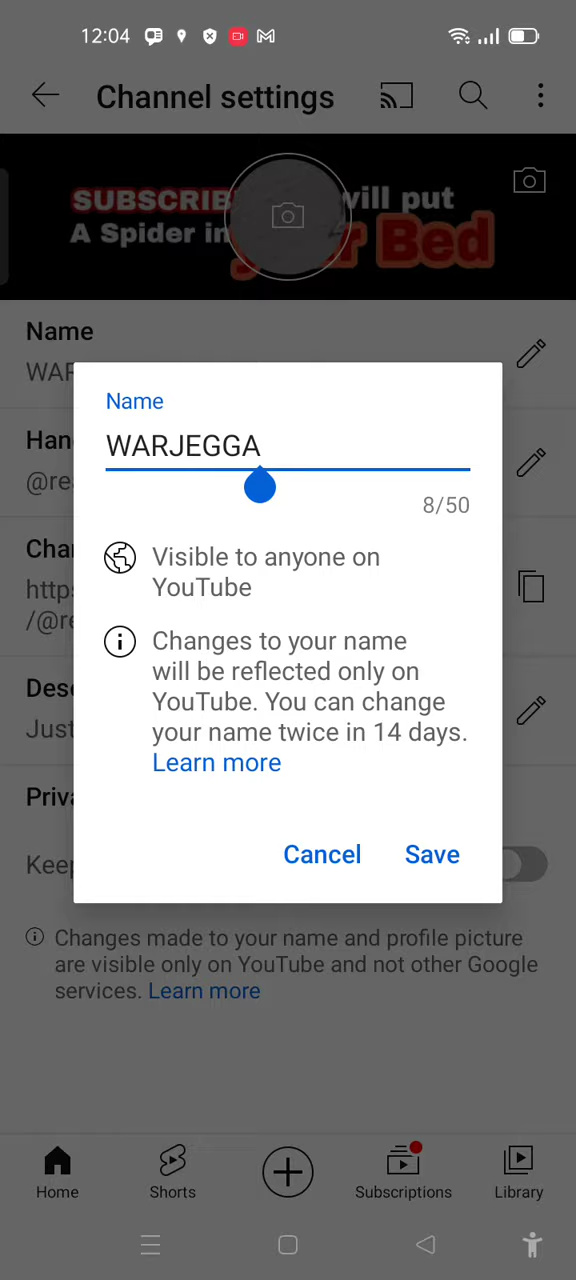 12:04
Channel settings
SUBSCRIB will put
A Spider in r Bed
Name
WAR
Name
WARJEGGA
8/50
Han
@re
Visible to anyone on
YouTube
Cha
http
/@re
Changes to your name
will be reflected only on
YouTube. You can change
your name twice in 14 days.
Learn more
Des
Just
Priva
Keep
Cancel Save
Changes made to your name and profile picture
are visible only on YouTube and not other Google
services. Learn more
Home Shorts Subscriptions Library